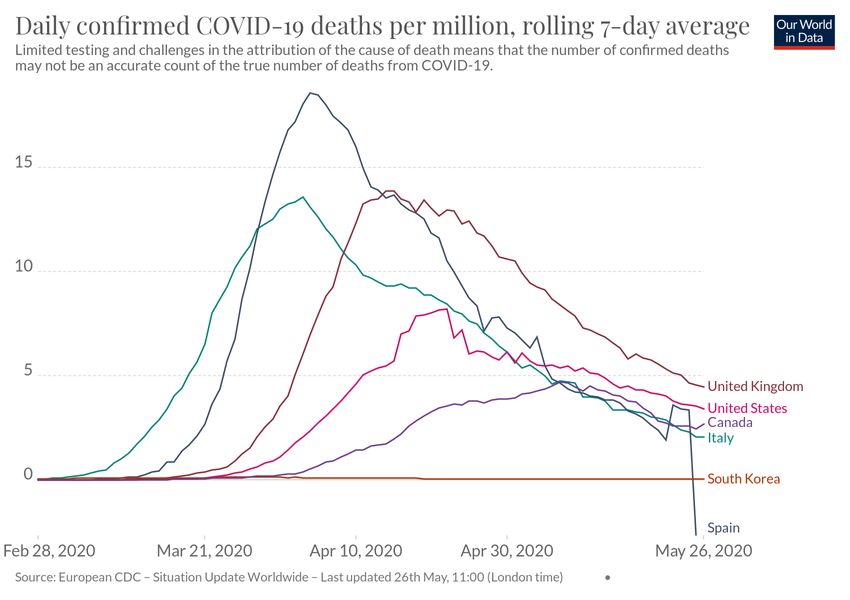 Daily confirmed COVID-19 deaths per million, rolling 7-day average
Our World
in Data
Limited testing and challenges in the attribution of the cause of death means that the number of confirmed deaths
may not be an accurate count of the true number of deaths from COVID-19.
15
10
5
United Kingdom
United States
Canada
Italy
0
South Korea
Spain
Feb 28, 2020
Mar 21, 2020
Apr 10, 2020
Apr 30, 2020
May 26, 2020
Source: European CDC – Situation Update Worldwide – Last updated 26th May, 11:00 (London time)